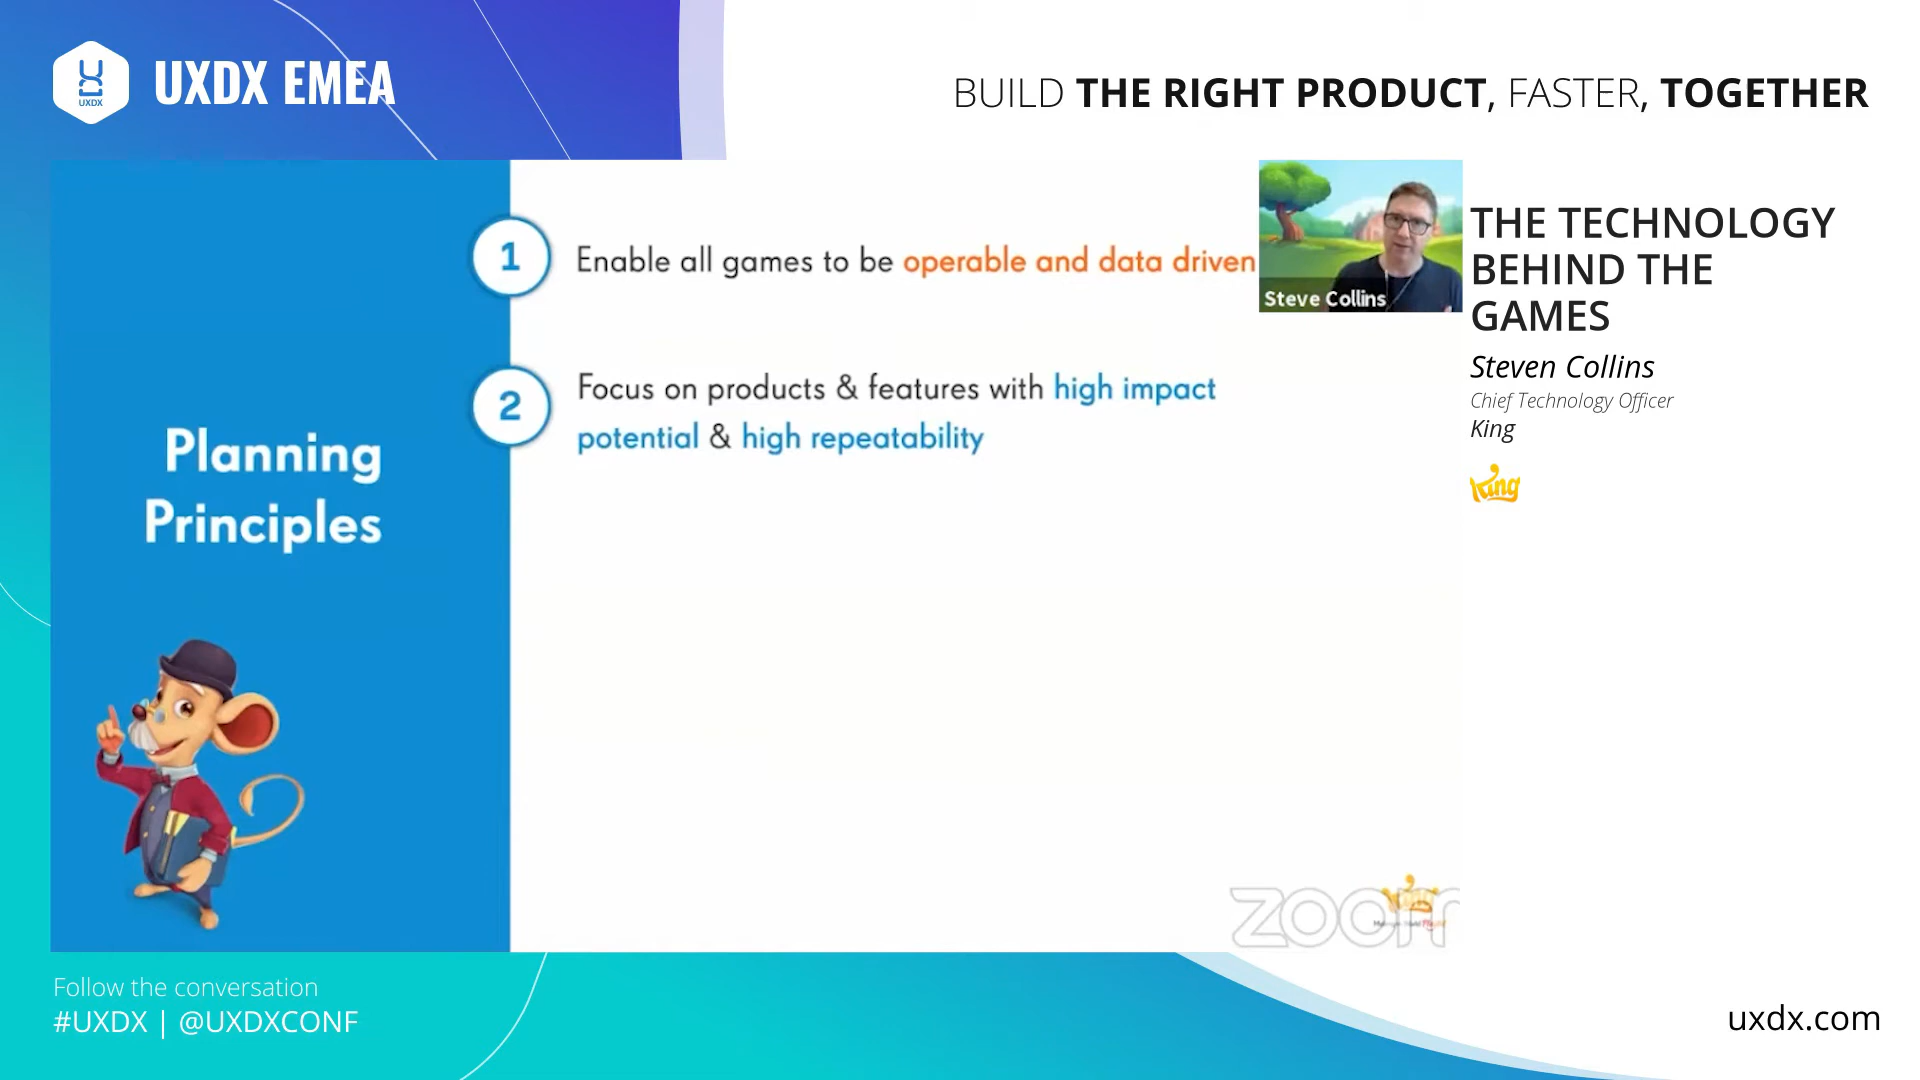 UXDX
UXDX EMEA
BUILD THE RIGHT PRODUCT, FASTER, TOGETHER
1
Enable all games to be operable and data driven
Steve Collins
THE TECHNOLOGY
BEHIND THE
GAMES
Steven Collins
Chief Technology Officer
King
King
2
Focus on products & features with high impact
potential & high repeatability
Planning
Principles
zoom
King
Follow the conversation
#UXDX | @UXDXCONF
uxdx.com